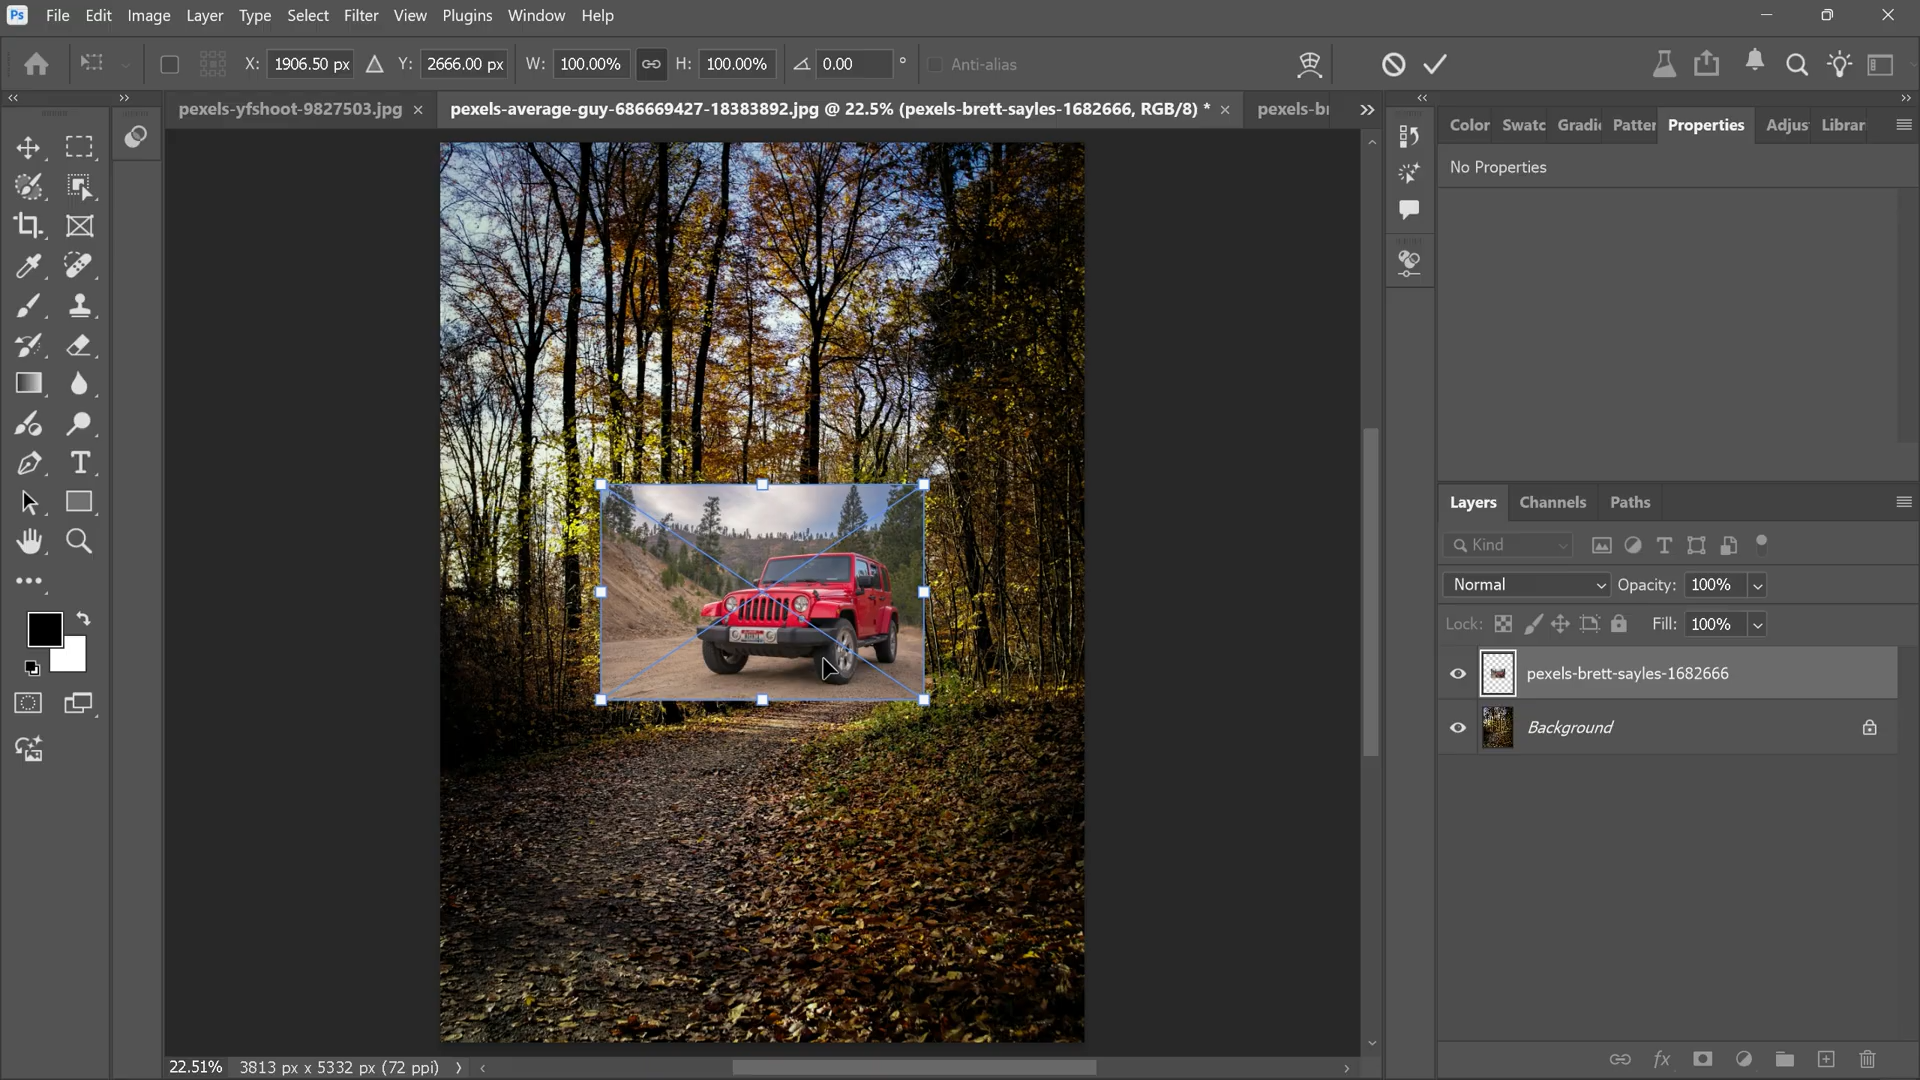 Ps File Edit Image Layer Type Select Filter View Plugins Window Help
X: 1906.50 px Y: 2666.00 px W: 100.00% H: 100.00% 0.00 ° Anti-alias
pexels-yfshoot-9827503.jpg × pexels-average-guy-686669427-18383892.jpg @ 22.5% (pexels-brett-sayles-1682666, RGB/8) * × pexels-br
Color Swatc Gradi Patter Properties Adjus Librar
No Properties
Layers Channels Paths
Kind
Normal Opacity: 100%
Lock: Fill: 100%
pexels-brett-sayles-1682666
Background
22.51% 3813 px x 5332 px (72 ppi)